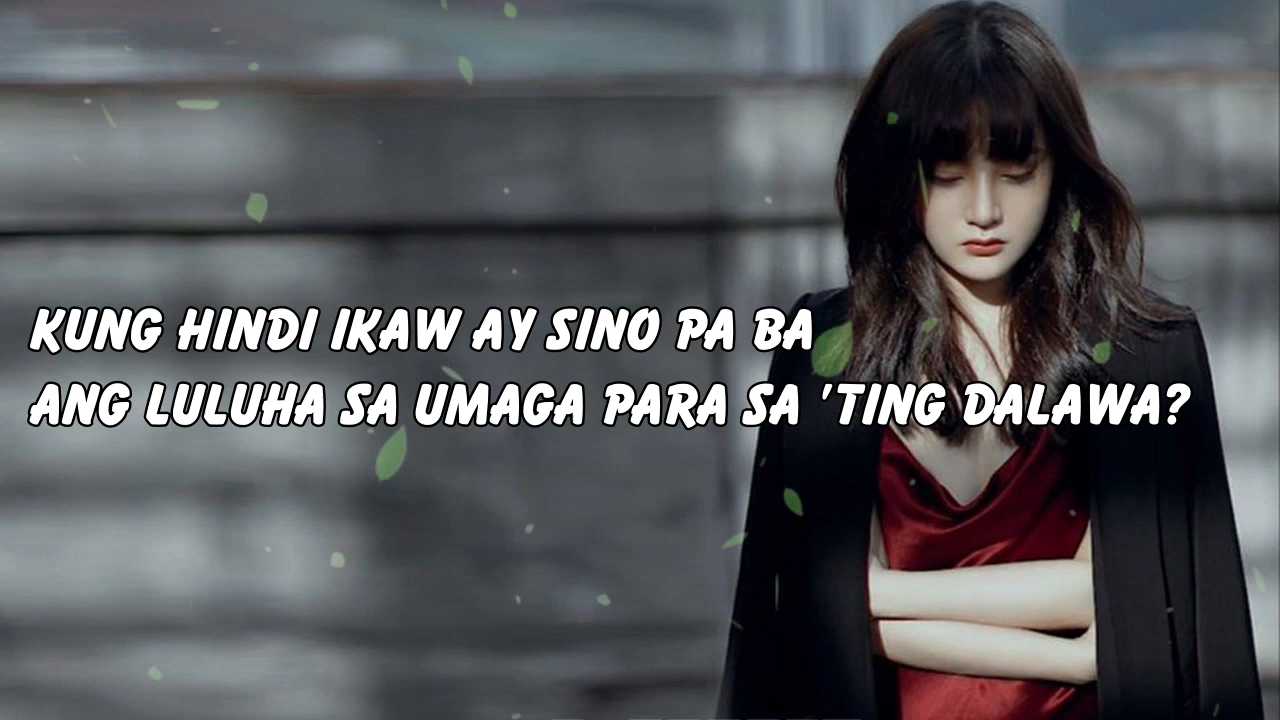 KUNG HINDI IKAW AY SINO PA BA
ANG LULUHA SA UMAGA PARA SA 'TING DALAWA?